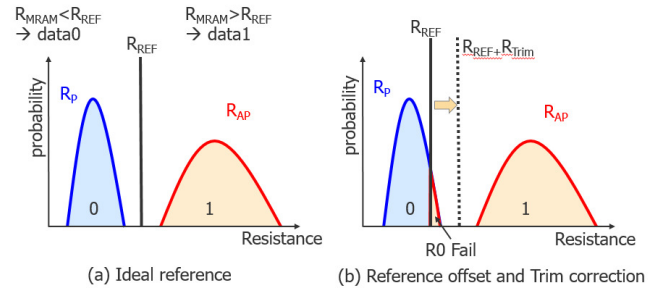 R_MRAM<R_REF
→ data0
R_MRAM>R_REF
→ data1
R_REF
R_P
R_AP
probability
0
1
Resistance
(a) Ideal reference
R_REF
R_REF+R_Trim
R_P
R_AP
probability
0
1
Resistance
R0 Fail
(b) Reference offset and Trim correction